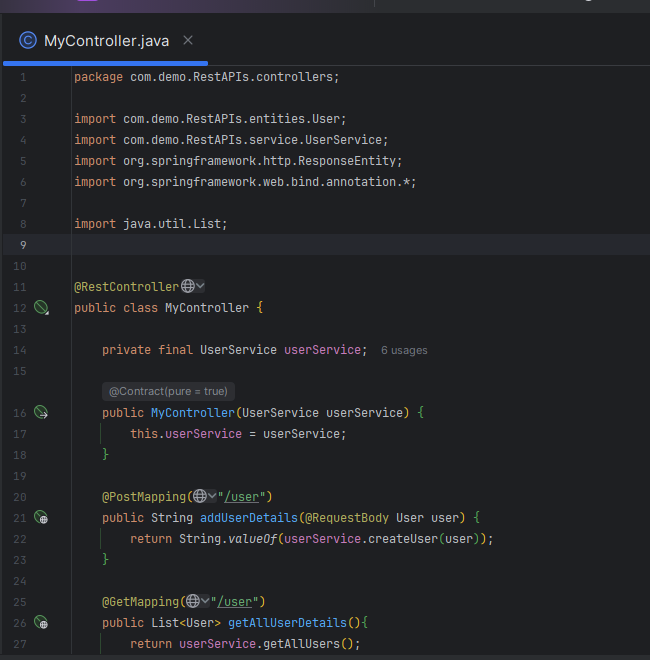 MyController.java
1 package com.demo.RestAPIs.controllers;
2
3 import com.demo.RestAPIs.entities.User;
4 import com.demo.RestAPIs.service.UserService;
5 import org.springframework.http.ResponseEntity;
6 import org.springframework.web.bind.annotation.*;
7
8 import java.util.List;
9
10
11 @RestController
12 public class MyController {
13
14 private final UserService userService; 6 usages
15
@Contract(pure = true)
16 public MyController(UserService userService) {
17 this.userService = userService;
18 }
19
20 @PostMapping("/user")
21 public String addUserDetails(@RequestBody User user) {
22 return String.valueOf(userService.createUser(user));
23 }
24
25 @GetMapping("/user")
26 public List<User> getAllUserDetails(){
27 return userService.getAllUsers();